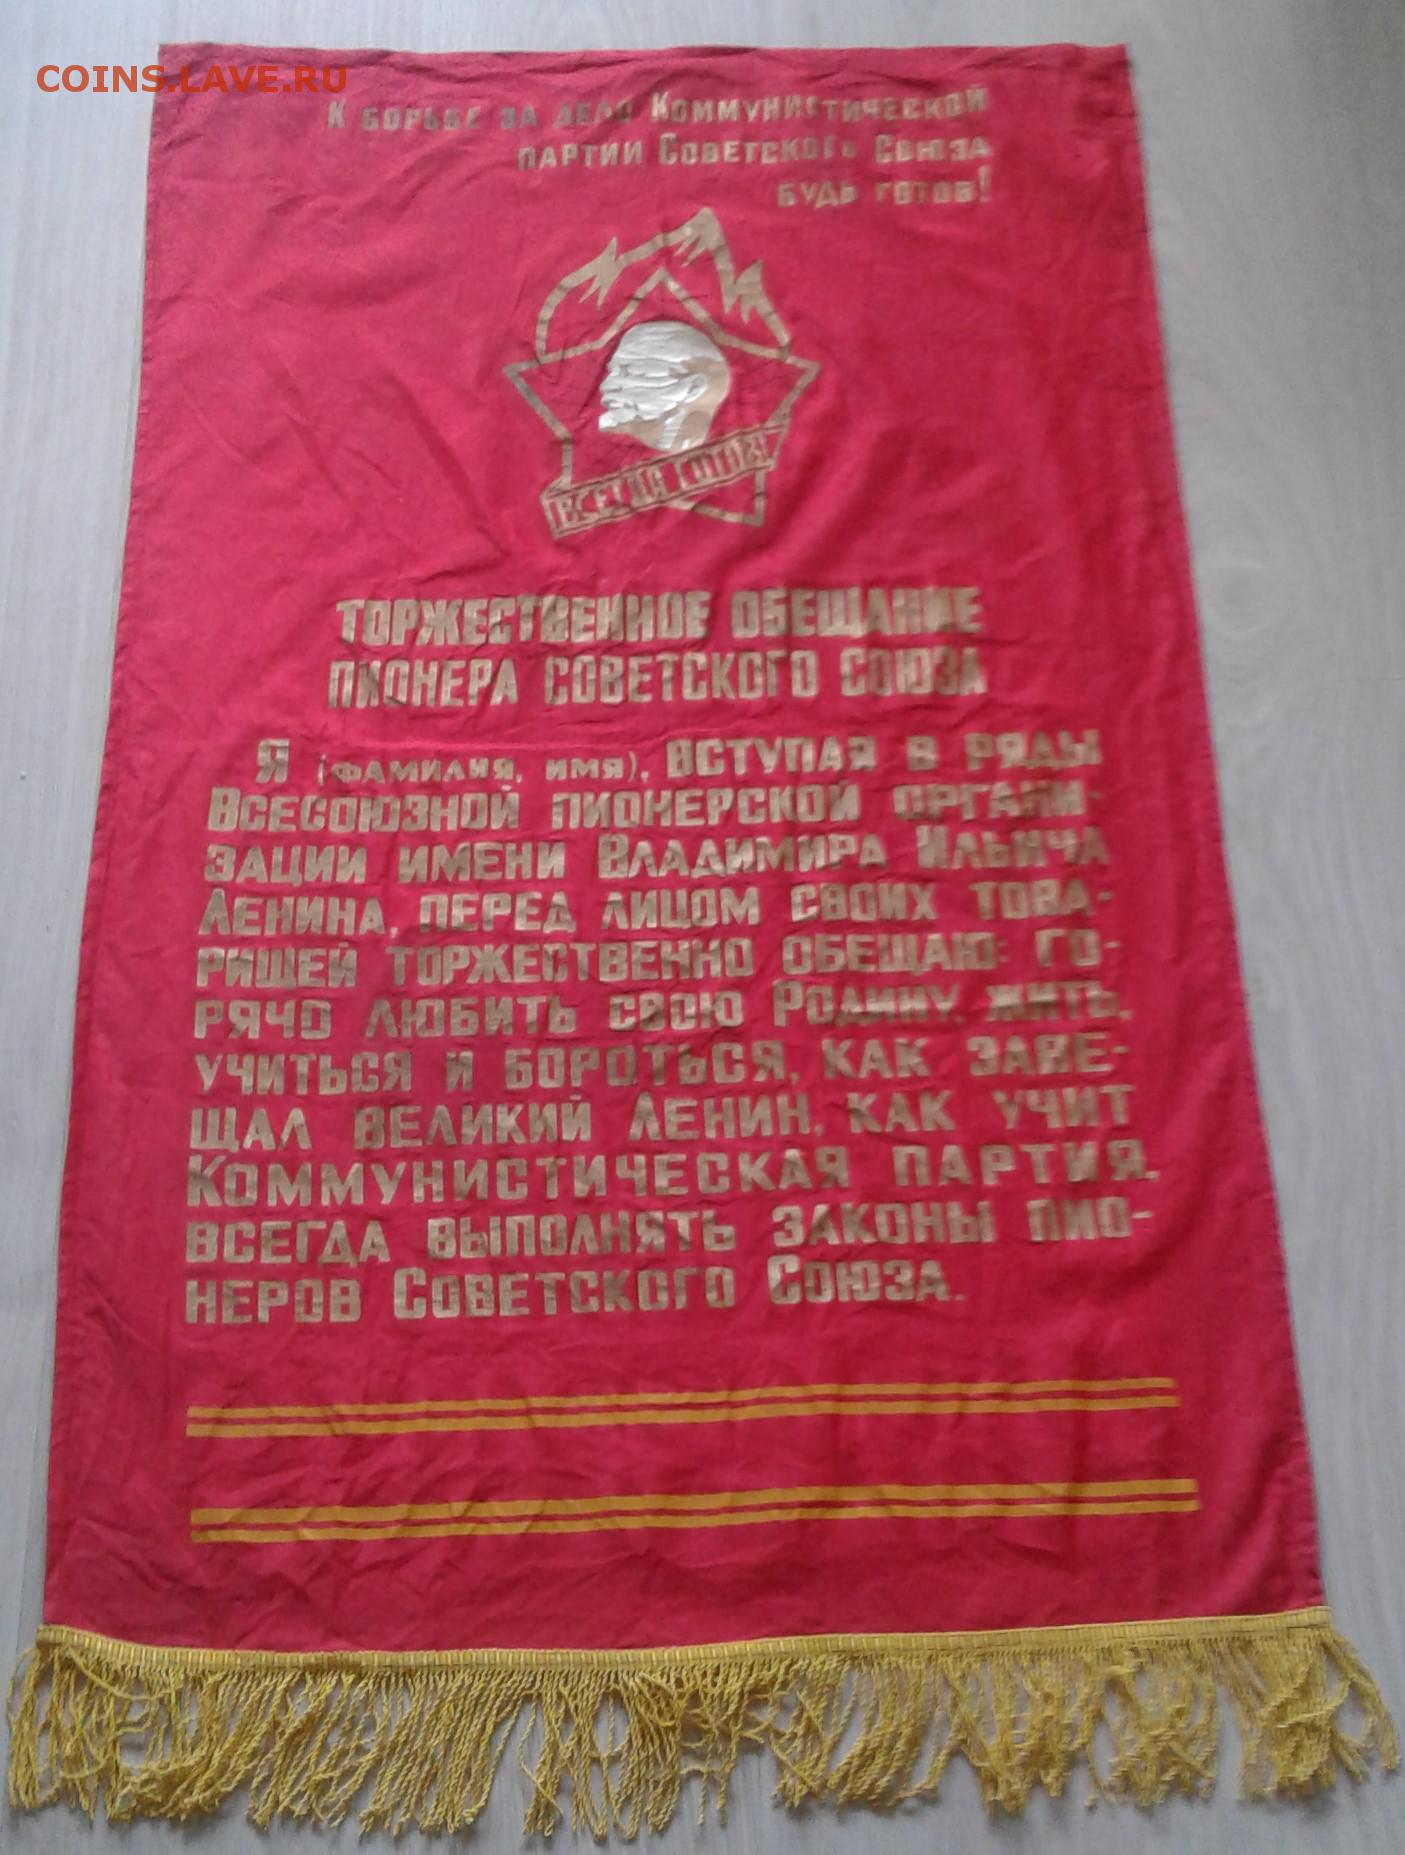 COINS.LAVE.RU
К БОРЬБЕ ЗА ДЕЛО КОММУНИСТИЧЕСКОЙ
ПАРТИИ СОВЕТСКОГО СОЮЗА
БУДЬ ГОТОВ!
ВСЕГДА ГОТОВ!
ТОРЖЕСТВЕННОЕ ОБЕЩАНИЕ
ПИОНЕРА СОВЕТСКОГО СОЮЗА
Я (ФАМИЛИЯ, ИМЯ), ВСТУПАЯ В РЯДЫ
ВСЕСОЮЗНОЙ ПИОНЕРСКОЙ ОРГАНИ-
ЗАЦИИ ИМЕНИ ВЛАДИМИРА ИЛЬИЧА
ЛЕНИНА, ПЕРЕД ЛИЦОМ СВОИХ ТОВА-
РИЩЕЙ ТОРЖЕСТВЕННО ОБЕЩАЮ: ГО-
РЯЧО ЛЮБИТЬ СВОЮ РОДИНУ, ЖИТЬ,
УЧИТЬСЯ И БОРОТЬСЯ, КАК ЗАВЕ-
ЩАЛ ВЕЛИКИЙ ЛЕНИН, КАК УЧИТ
КОММУНИСТИЧЕСКАЯ ПАРТИЯ,
ВСЕГДА ВЫПОЛНЯТЬ ЗАКОНЫ ПИО-
НЕРОВ СОВЕТСКОГО СОЮЗА.